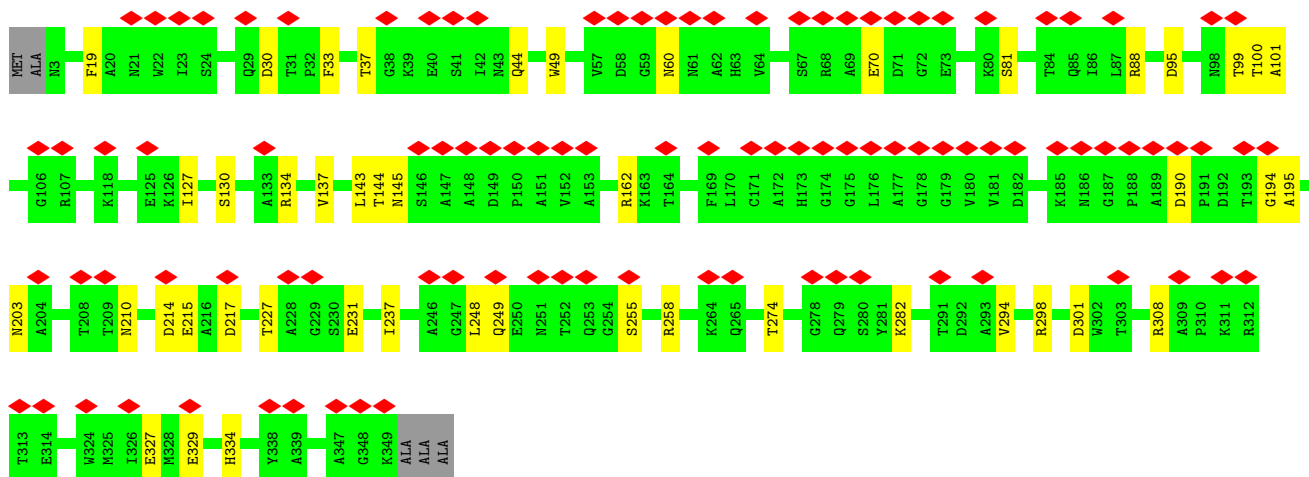 MET ALA N3 F19 A20 N21 W22 I23 S24 Q29 D30 T31 P32 F33 T37 G38 K39 E40 S41 I42 N43 Q44 W49 V57 D58 G59 N60 N61 A62 H63 V64 S67 R68 A69 E70 D71 G72 E73 K80 S81 T84 Q85 I86 L87 R88 D95 N98 T99 T100 A101
G106 R107 K118 E125 K126 I127 S130 A133 R134 V137 L143 T144 N145 S146 A147 A148 D149 P150 A151 V152 A153 R162 K163 T164 F169 L170 C171 A172 H173 G174 G175 L176 A177 G178 G179 V180 V181 D182 K185 N186 G187 P188 A189 D190 P191 D192 T193 G194 A195
N203 A204 T208 T209 N210 D214 E215 A216 D217 T227 A228 G229 S230 E231 I237 A246 G247 L248 Q249 E250 N251 T252 Q253 G254 S255 R258 K264 Q265 T274 G278 Q279 S280 Y281 K282 T291 D292 A293 V294 R298 D301 W302 T303 R308 A309 P310 K311 R312
T313 E314 W324 M325 I326 E327 M328 E329 H334 Y338 A339 A347 G348 K349 ALA ALA ALA